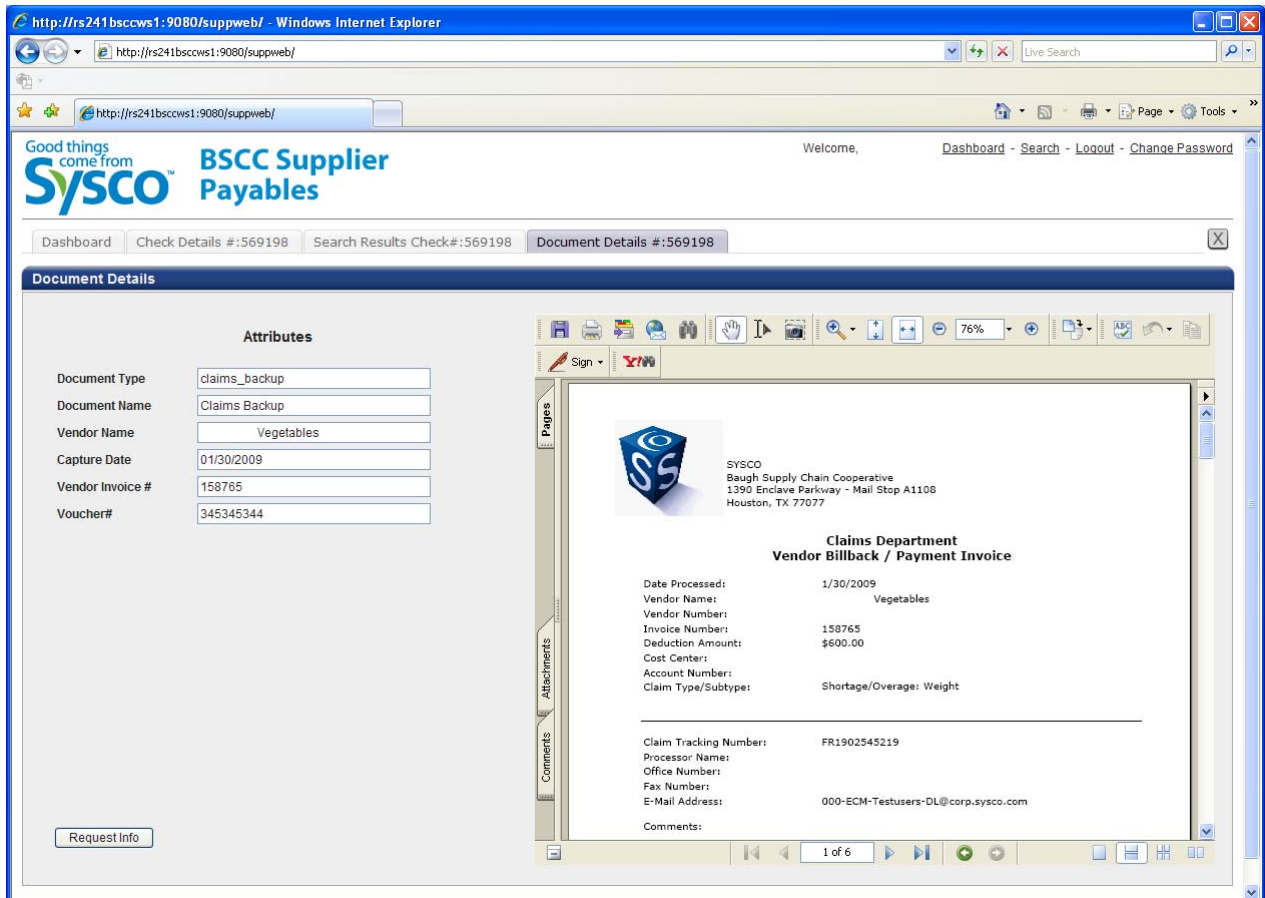 http://rs241bsccws1:9080/suppweb/ - Windows Internet Explorer
http://rs241bsccws1:9080/suppweb/
Live Search
http://rs241bsccws1:9080/suppweb/
Page
Tools
Good things
come from
Sysco™
BSCC Supplier
Payables
Welcome,
Dashboard - Search - Logout - Change Password
Dashboard
Check Details #:569198
Search Results Check#:569198
Document Details #:569198
X
Document Details
Attributes
Document Type claims_backup
Document Name Claims Backup
Vendor Name Vegetables
Capture Date 01/30/2009
Vendor Invoice # 158765
Voucher# 345345344
Request Info
76%
Sign
Y!
Pages
Attachments
Comments
SYSCO
Baugh Supply Chain Cooperative
1390 Enclave Parkway - Mail Stop A1108
Houston, TX 77077
Claims Department
Vendor Billback / Payment Invoice
Date Processed: 1/30/2009
Vendor Name: Vegetables
Vendor Number:
Invoice Number: 158765
Deduction Amount: $600.00
Cost Center:
Account Number:
Claim Type/Subtype: Shortage/Overage: Weight
Claim Tracking Number: FR1902545219
Processor Name:
Office Number:
Fax Number:
E-Mail Address: 000-ECM-Testusers-DL@corp.sysco.com
Comments:
1 of 6